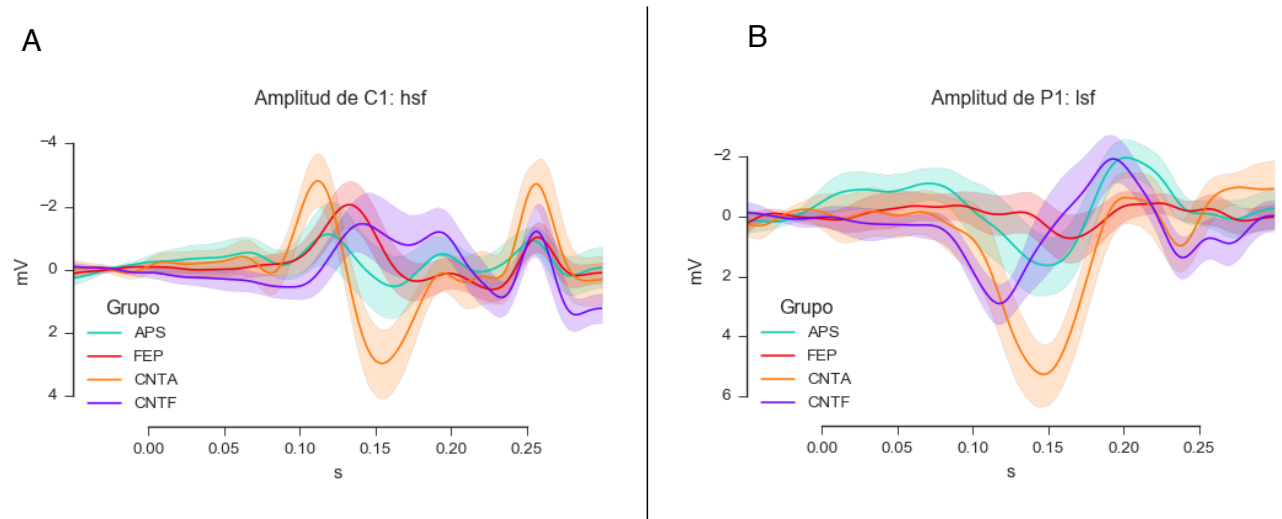 A
Amplitud de C1: hsf
−4
−2
0
2
4
mV
Grupo
APS
FEP
CNTA
CNTF
0.00 0.05 0.10 0.15 0.20 0.25
s
B
Amplitud de P1: lsf
−2
0
2
4
6
mV
Grupo
APS
FEP
CNTA
CNTF
0.00 0.05 0.10 0.15 0.20 0.25
s